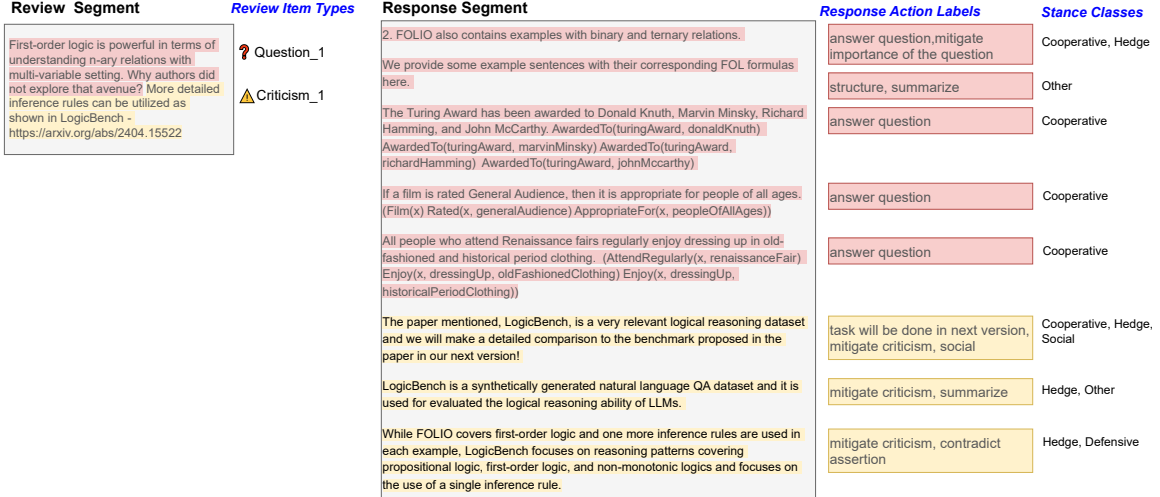 Review Segment
Review Item Types
Response Segment
Response Action Labels
Stance Classes
First-order logic is powerful in terms of
understanding n-ary relations with
multi-variable setting. Why authors did
not explore that avenue? More detailed
inference rules can be utilized as
shown in LogicBench -
https://arxiv.org/abs/2404.15522
Question_1
Criticism_1
2. FOLIO also contains examples with binary and ternary relations.
We provide some example sentences with their corresponding FOL formulas
here.
The Turing Award has been awarded to Donald Knuth, Marvin Minsky, Richard
Hamming, and John McCarthy. AwardedTo(turingAward, donaldKnuth)
AwardedTo(turingAward, marvinMinsky) AwardedTo(turingAward,
richardHamming) AwardedTo(turingAward, johnMccarthy)
If a film is rated General Audience, then it is appropriate for people of all ages.
(Film(x) Rated(x, generalAudience) AppropriateFor(x, peopleOfAllAges))
All people who attend Renaissance fairs regularly enjoy dressing up in old-
fashioned and historical period clothing. (AttendRegularly(x, renaissanceFair)
Enjoy(x, dressingUp, oldFashionedClothing) Enjoy(x, dressingUp,
historicalPeriodClothing))
The paper mentioned, LogicBench, is a very relevant logical reasoning dataset
and we will make a detailed comparison to the benchmark proposed in the
paper in our next version!
LogicBench is a synthetically generated natural language QA dataset and it is
used for evaluated the logical reasoning ability of LLMs.
While FOLIO covers first-order logic and one more inference rules are used in
each example, LogicBench focuses on reasoning patterns covering
propositional logic, first-order logic, and non-monotonic logics and focuses on
the use of a single inference rule.
answer question,mitigate
importance of the question
Cooperative, Hedge
structure, summarize
Other
answer question
Cooperative
answer question
Cooperative
answer question
Cooperative
task will be done in next version,
mitigate criticism, social
Cooperative, Hedge,
Social
mitigate criticism, summarize
Hedge, Other
mitigate criticism, contradict
assertion
Hedge, Defensive